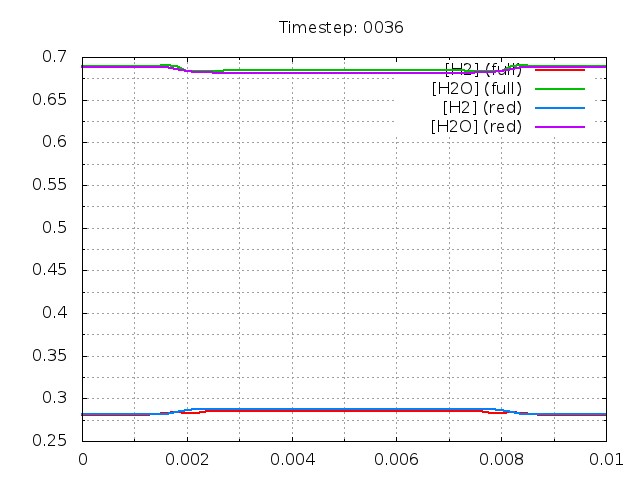 Timestep: 0036
0.7
0.65
0.6
0.55
0.5
0.45
0.4
0.35
0.3
0.25
[H2] (full)
[H2O] (full)
[H2] (red)
[H2O] (red)
0 0.002 0.004 0.006 0.008 0.01